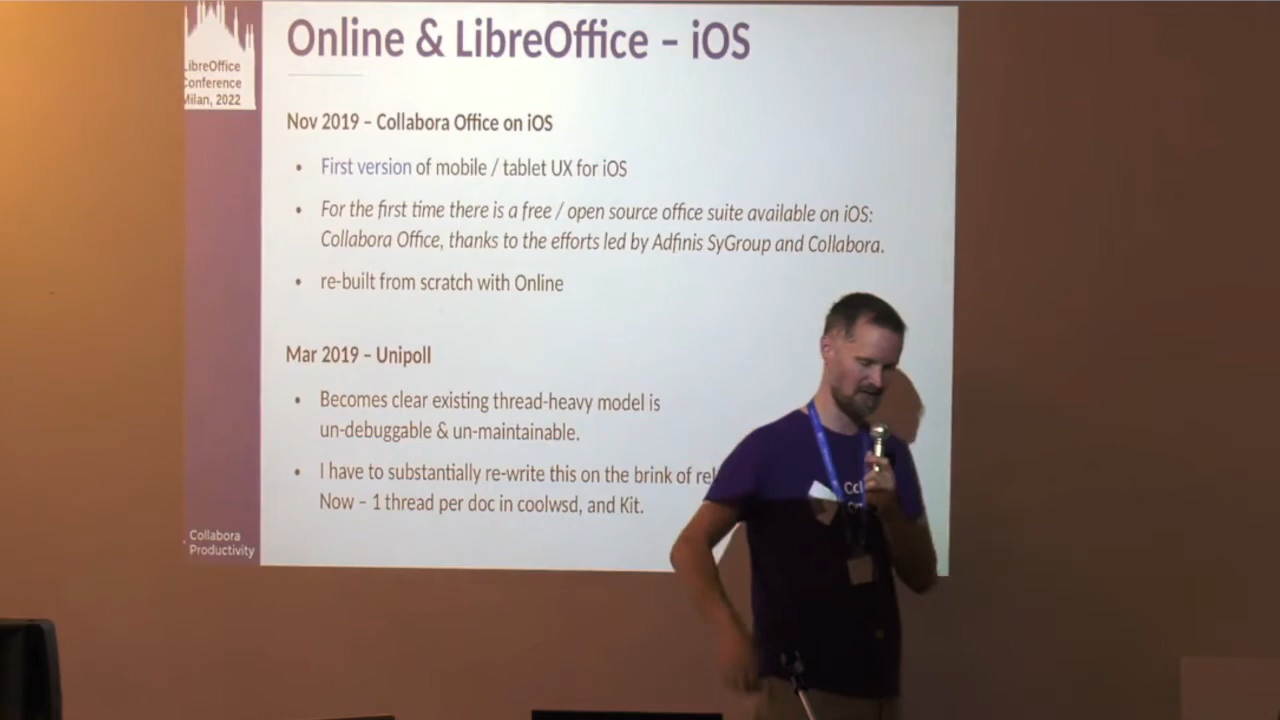 Online & LibreOffice – iOS
LibreOffice
Conference
Milan, 2022
Nov 2019 – Collabora Office on iOS
• First version of mobile / tablet UX for iOS
• For the first time there is a free / open source office suite available on iOS:
Collabora Office, thanks to the efforts led by Adfinis SyGroup and Collabora.
• re-built from scratch with Online
Mar 2019 – Unipoll
• Becomes clear existing thread-heavy model is
un-debuggable & un-maintainable.
• I have to substantially re-write this on the brink of
Now – 1 thread per doc in coolwsd, and Kit.
Collabora
Productivity